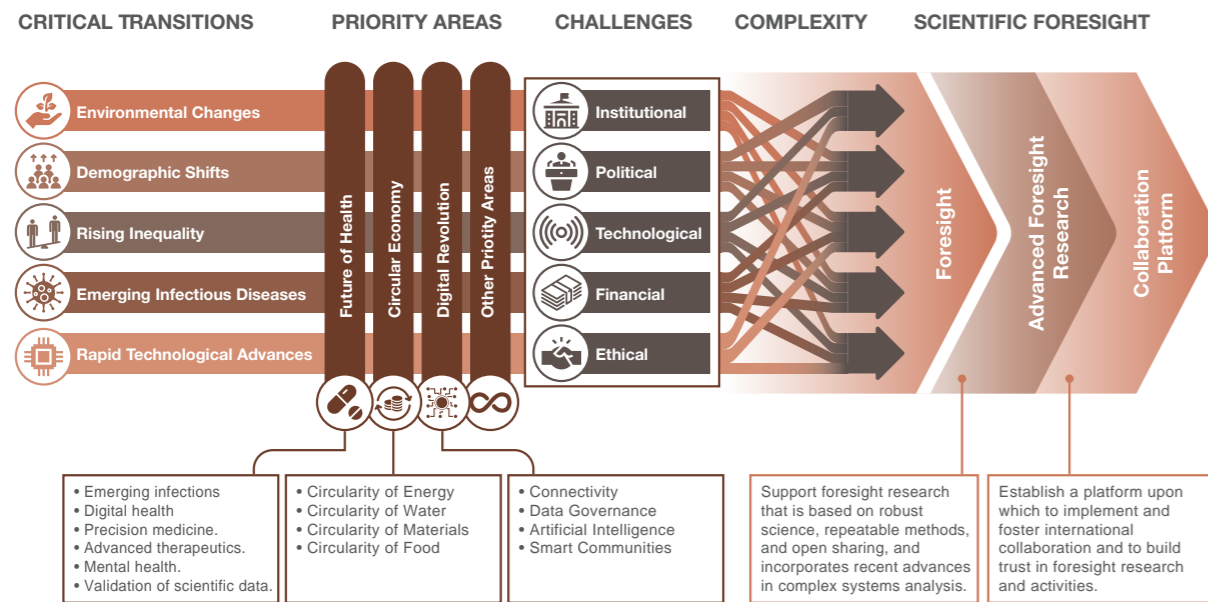 CRITICAL TRANSITIONS
PRIORITY AREAS
CHALLENGES
COMPLEXITY
SCIENTIFIC FORESIGHT
Environmental Changes
Demographic Shifts
Rising Inequality
Emerging Infectious Diseases
Rapid Technological Advances
Future of Health
Circular Economy
Digital Revolution
Other Priotity Areas
Institutional
Political
Technological
Financial
Ethical
Foresight
Advanced Foresight
Research
Collaboration
Platform
• Emerging infections
• Digital health
• Precision medicine.
• Advanced therapeutics.
• Mental health.
• Validation of scientific data.
• Circularity of Energy
• Circularity of Water
• Circularity of Materials
• Circularity of Food
• Connectivity
• Data Governance
• Artificial Intelligence
• Smart Communities
Support foresight research
that is based on robust
science, repeatable methods,
and open sharing, and
incorporates recent advances
in complex systems analysis.
Establish a platform upon
which to implement and
foster international
collaboration and to build
trust in foresight research
and activities.